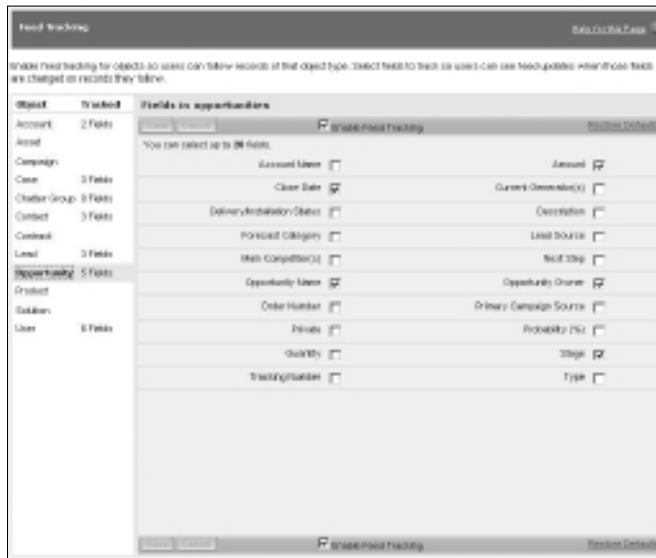 Feed Tracking
Help for this Page
Enable feed tracking for objects so users can follow records of that object type. Select fields to track so users can see feed updates when those fields
are changed on records they follow.
Object Tracked
Fields in opportunities
Account 2 Fields
Save Cancel
Enable Feed Tracking
Restore Defaults
Asset
You can select up to 20 fields.
Campaign
Account Name
Amount
Case 3 Fields
Close Date
Current Generator(s)
Chatter Group Fields
Contact 3 Fields
Delivery/Installation Status
Description
Contract
Forecast Category
Lead Source
Lead 3 Fields
Main Competitor(s)
Next Step
Opportunity 5 Fields
Opportunity Name
Opportunity Owner
Product
Solution
Order Number
Primary Campaign Source
User Fields
Private
Probability (%)
Quantity
Stage
Tracking Number
Type
Save Cancel
Enable Feed Tracking
Restore Defaults